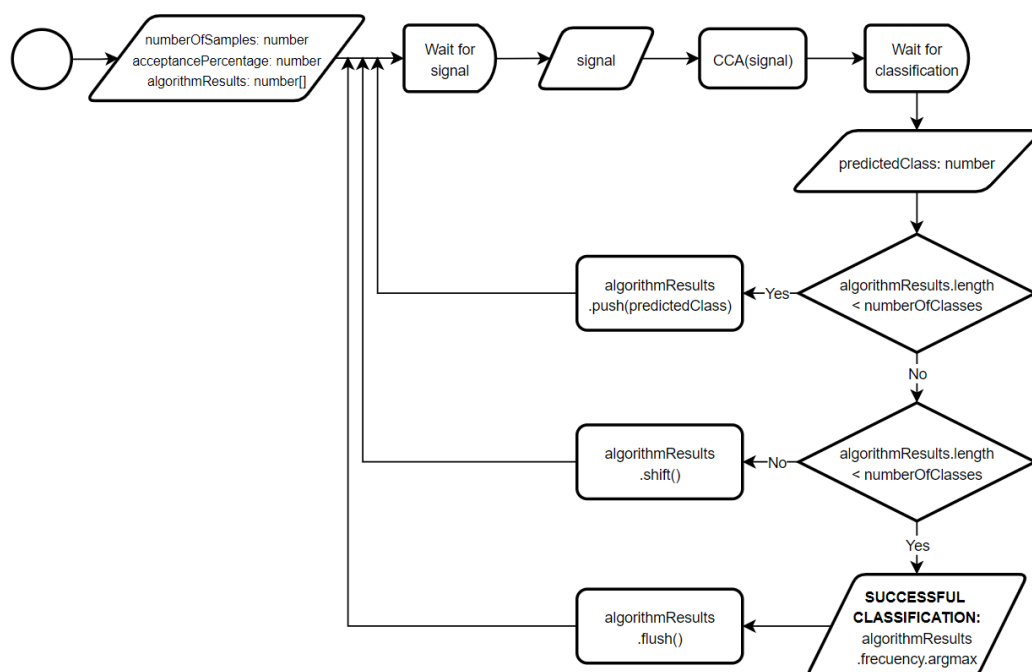 numberOfSamples: number
acceptancePercentage: number
algorithmResults: number[]
Wait for
signal
signal
CCA(signal)
Wait for
classification
predictedClass: number
algorithmResults.length
< numberOfClasses
Yes
algorithmResults
.push(predictedClass)
No
algorithmResults.length
< numberOfClasses
No
algorithmResults
.shift()
Yes
SUCCESSFUL
CLASSIFICATION:
algorithmResults
.frecuency.argmax
algorithmResults
.flush()